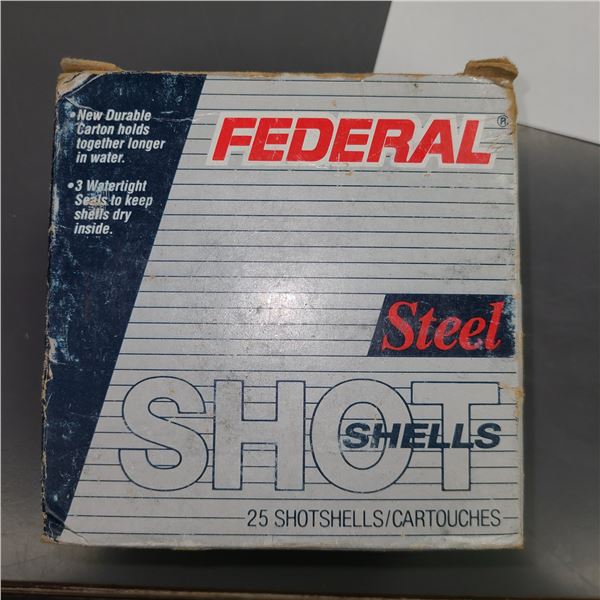 •New Durable
Carton holds
together longer
in water.
•3 Watertight
Seals to keep
shells dry
inside.
FEDERAL®
Steel
SHOT
SHELLS
25 SHOTSHELLS/CARTOUCHES